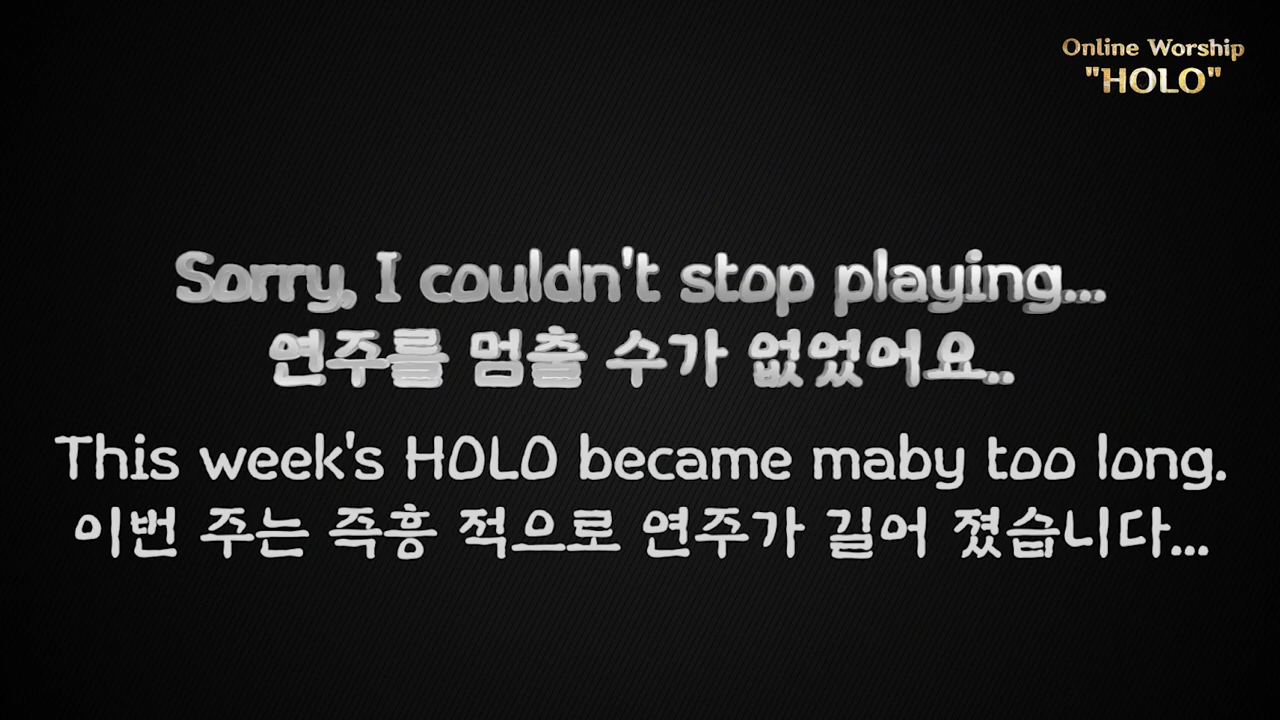 Online Worship
"HOLO"
Sorry, I couldn't stop playing...
연주를 멈출 수가 없었어요..
This week's HOLO became maby too long.
이번 주는 즉흥 적으로 연주가 길어 졌습니다...